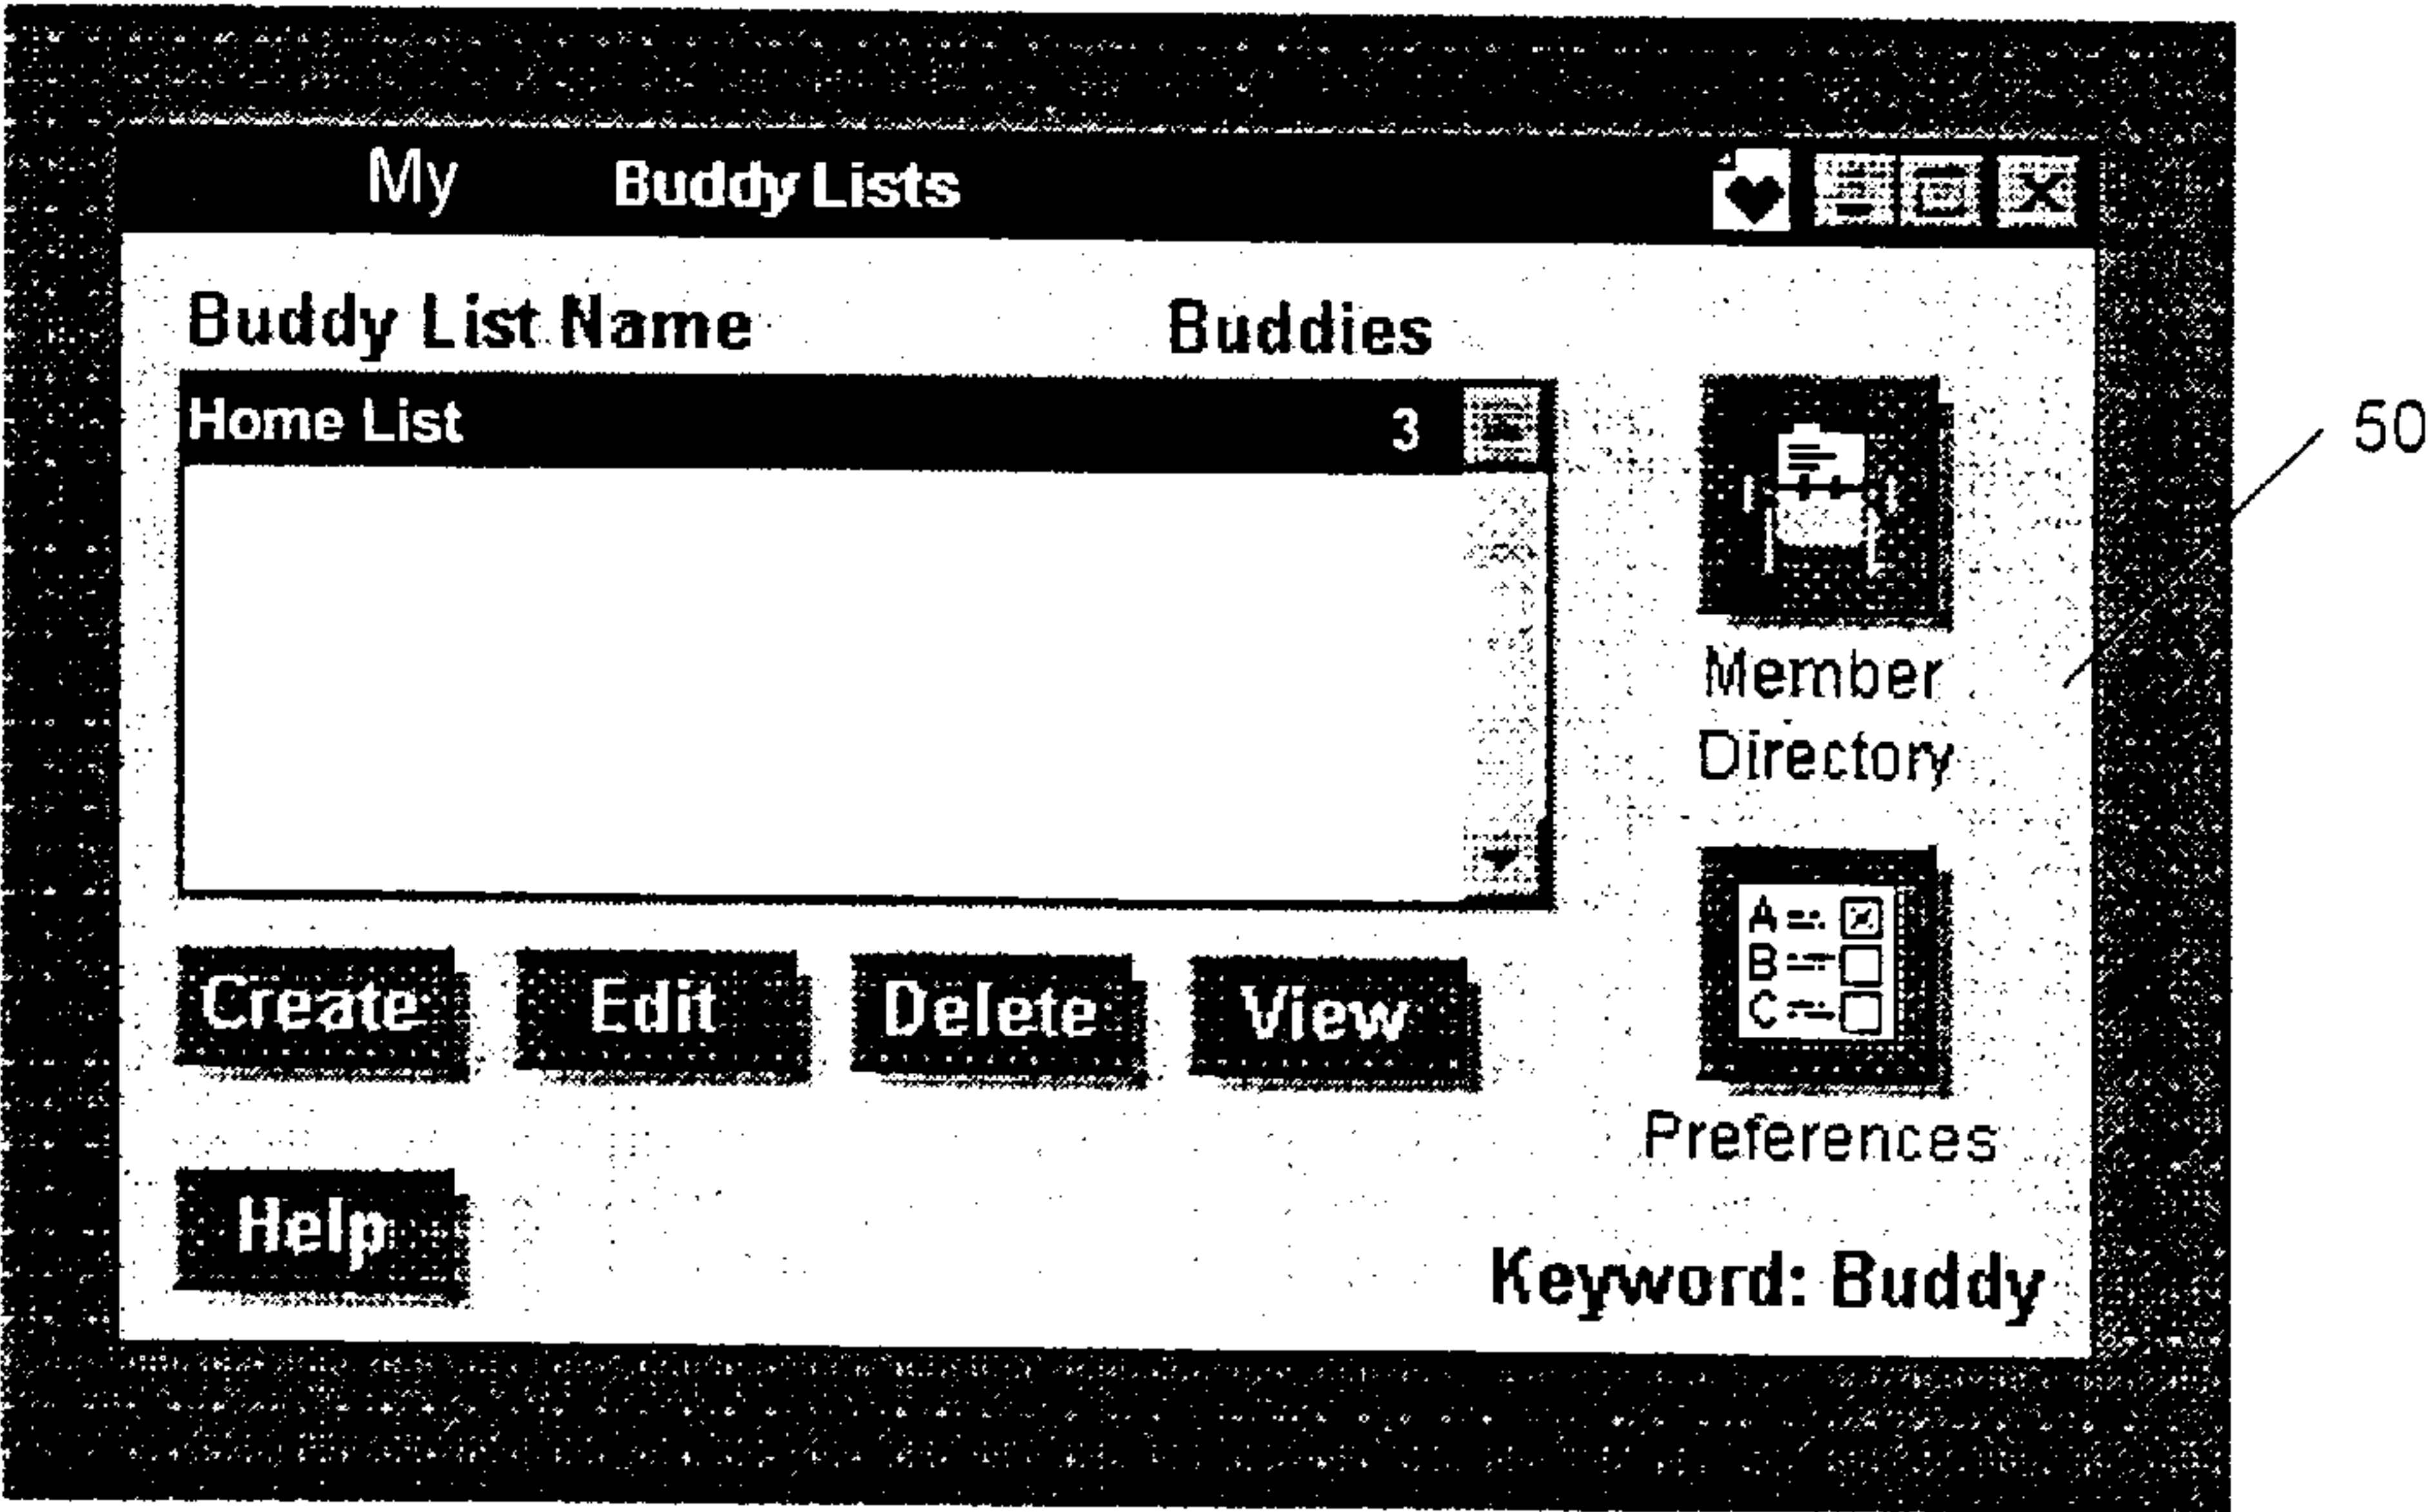 My Buddy Lists
Buddy List Name Buddies
Home List 3
50
Member
Directory
A
B
C
Create Edit Delete View
Preferences
Help
Keyword: Buddy